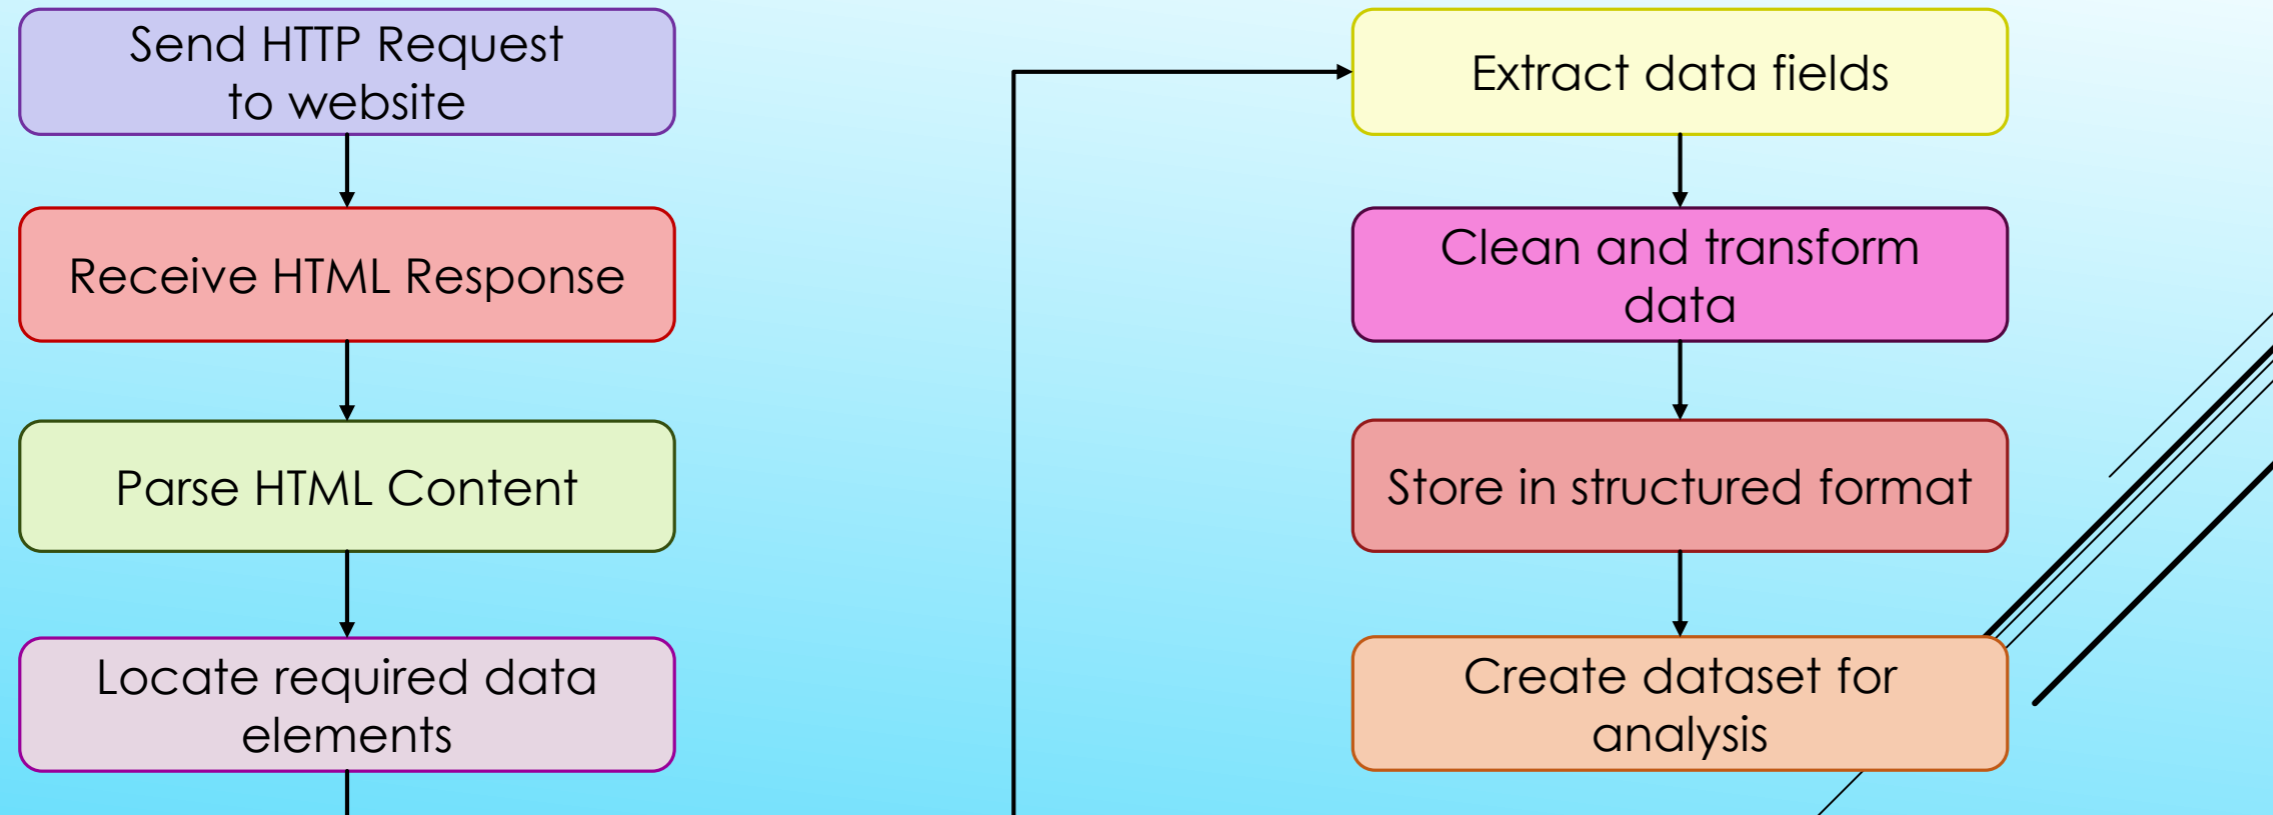 Send HTTP Request
to website
Receive HTML Response
Parse HTML Content
Locate required data
elements
Extract data fields
Clean and transform
data
Store in structured format
Create dataset for
analysis